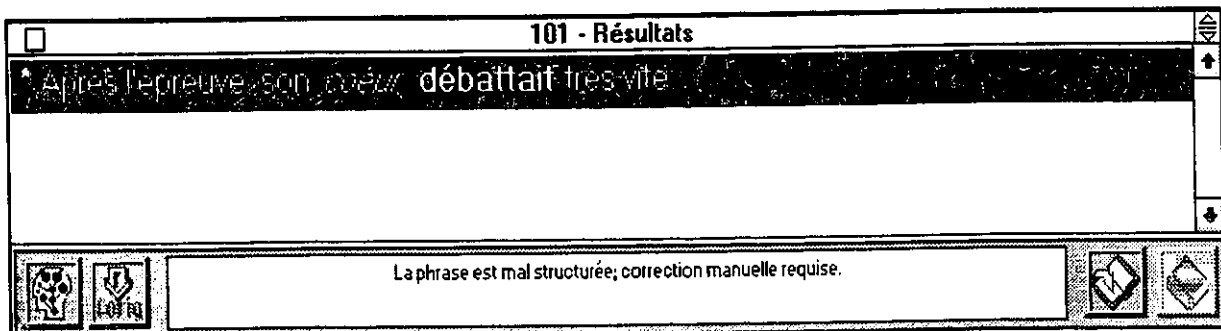 101 - Résultats
* Après l'épreuve, son coeur débattait très vite.
La phrase est mal structurée; correction manuelle requise.